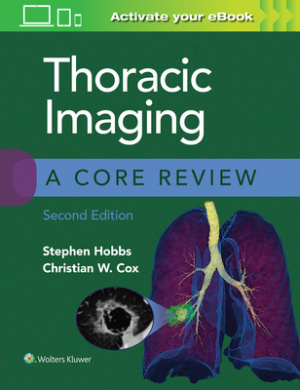 Activate your eBook
Thoracic
Imaging
A CORE REVIEW
Second Edition
Stephen Hobbs
Christian W. Cox
Wolters Kluwer